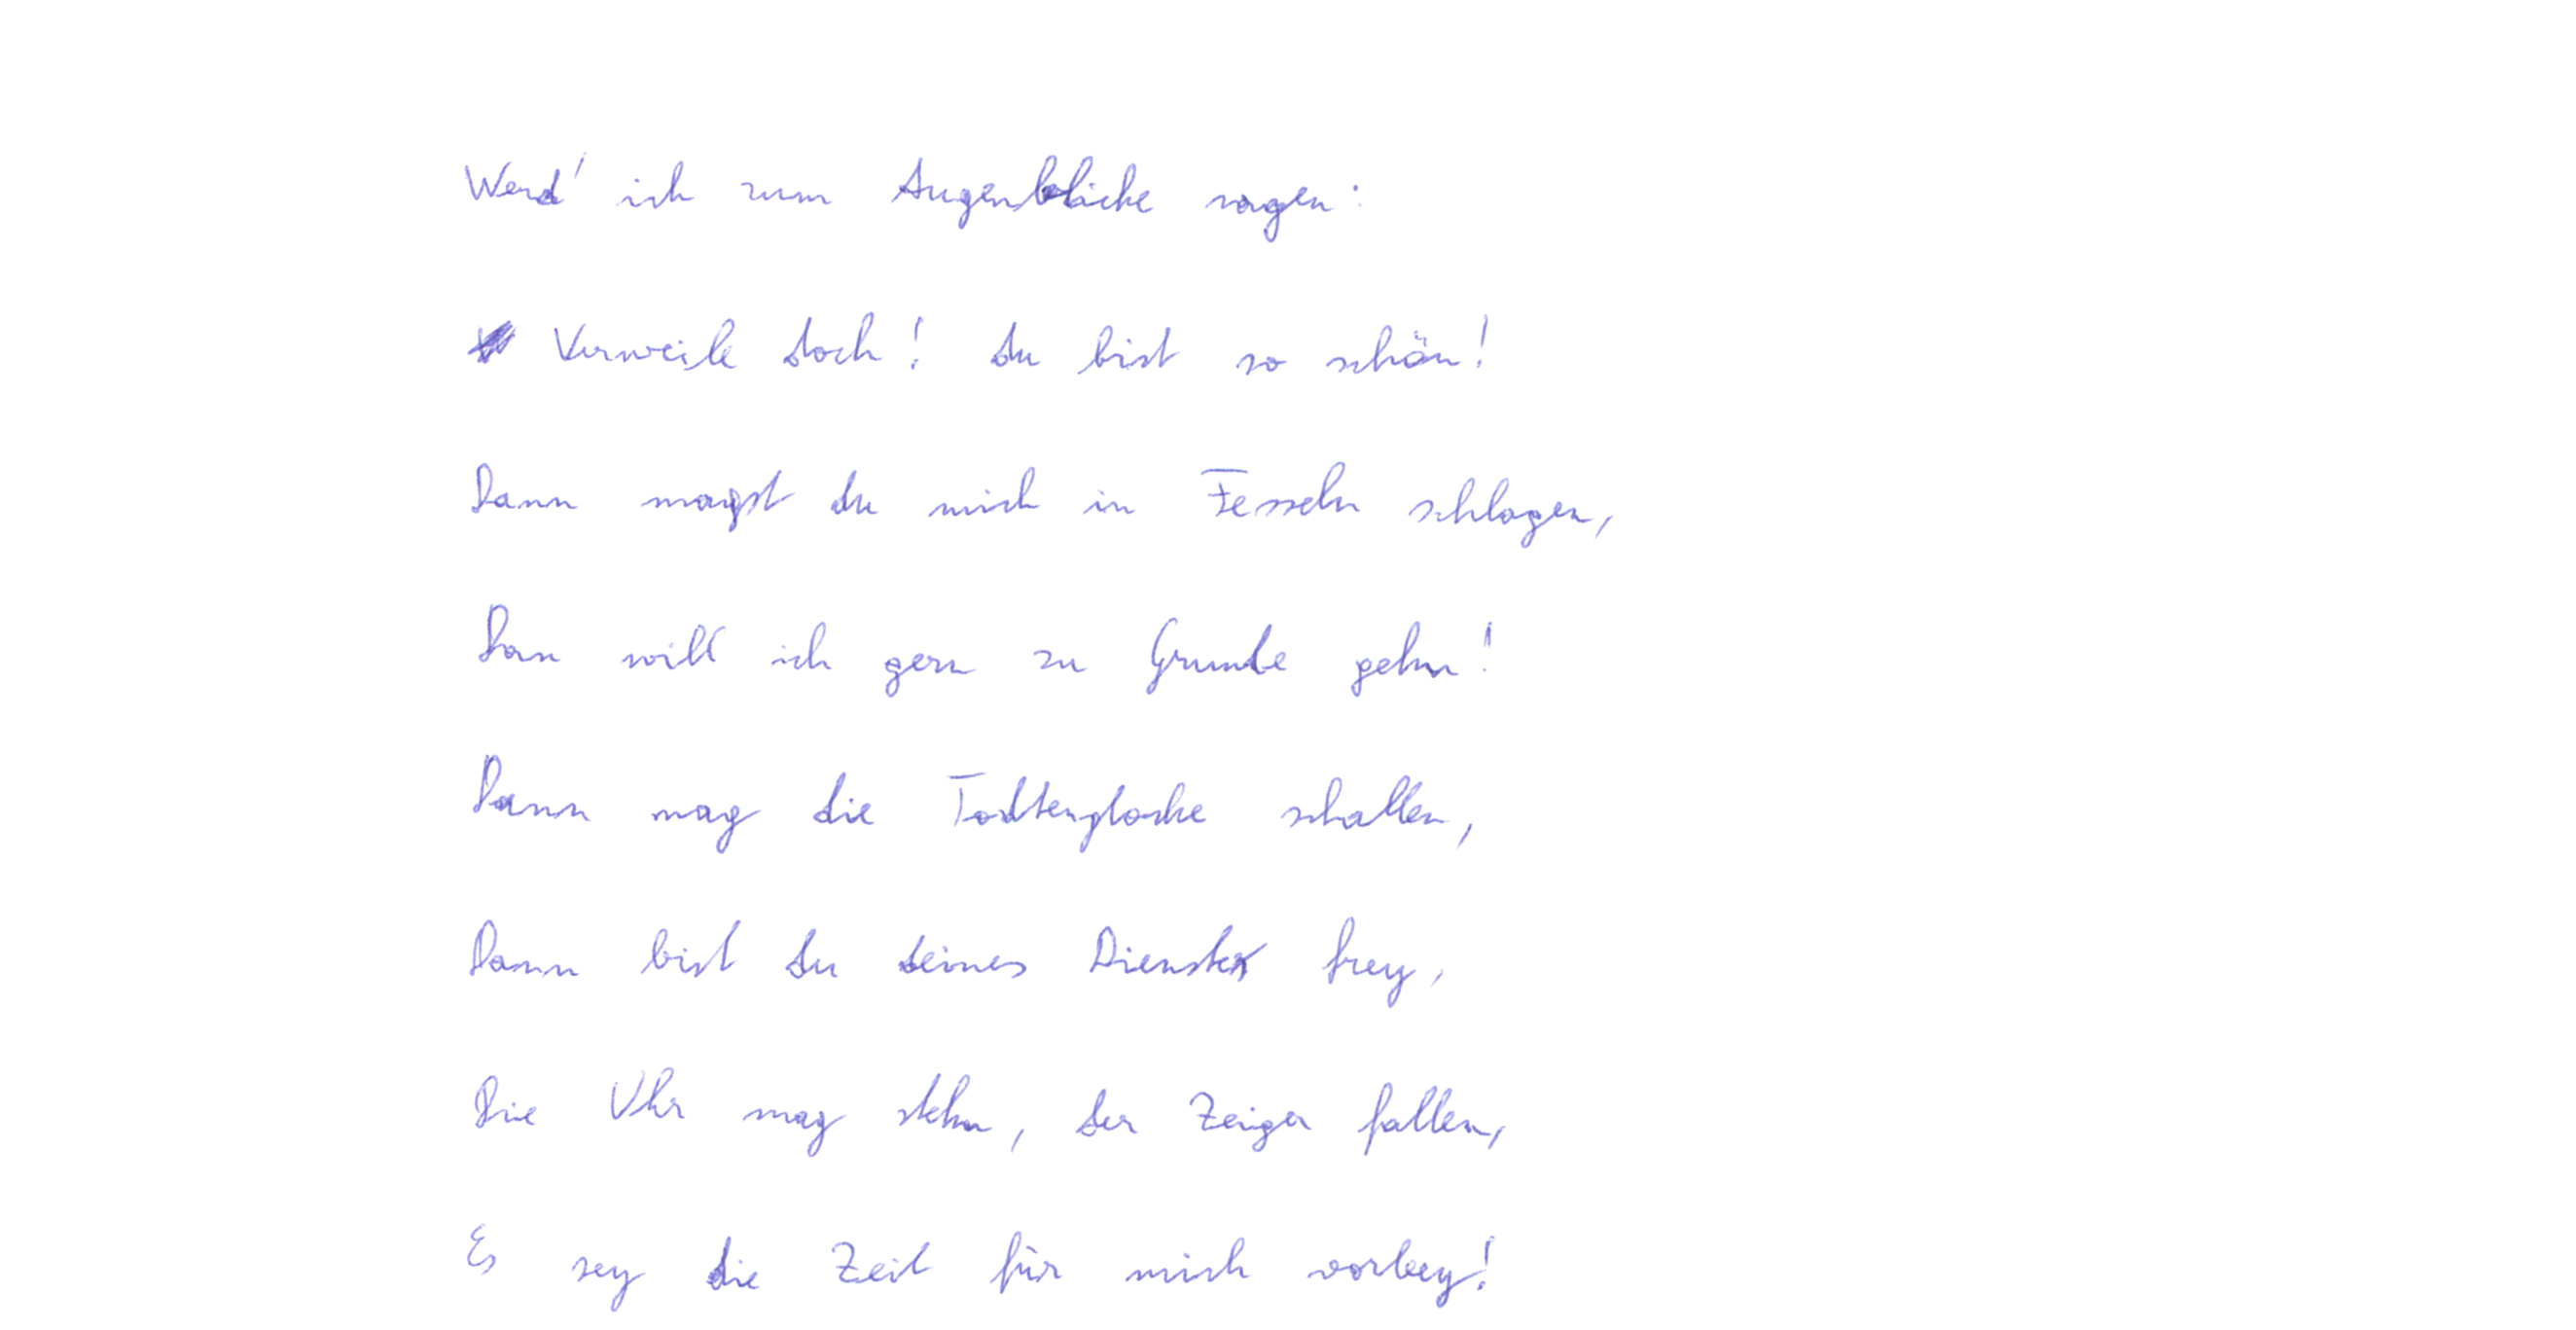 Werd' ich zum Augenblicke sagen:
Verweile doch! du bist so schön!
Dann magst du mich in Fesseln schlagen,
Dan will ich gern zu Grunde gehn!
Dann mag die Todtenglocke schallen,
Dann bist du deines Dienstes frey,
Die Uhr mag stehn, der Zeiger fallen,
Es sey die Zeit für mich vorbey!